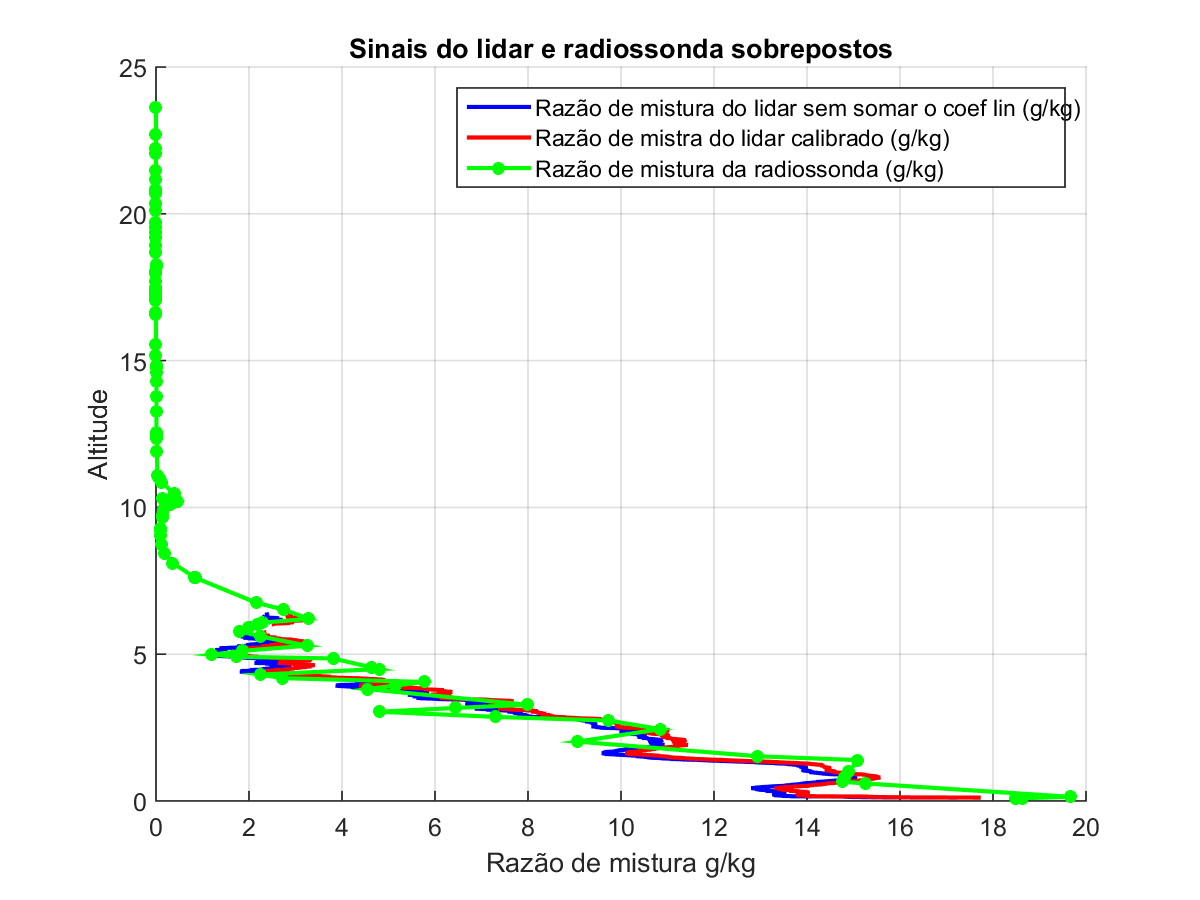 Sinais do lidar e radiossonda sobrepostos
25
Razão de mistura do lidar sem somar o coef lin (g/kg)
Razão de mistra do lidar calibrado (g/kg)
Razão de mistura da radiossonda (g/kg)
20
15
Altitude
10
5
0
0 2 4 6 8 10 12 14 16 18 20
Razão de mistura g/kg